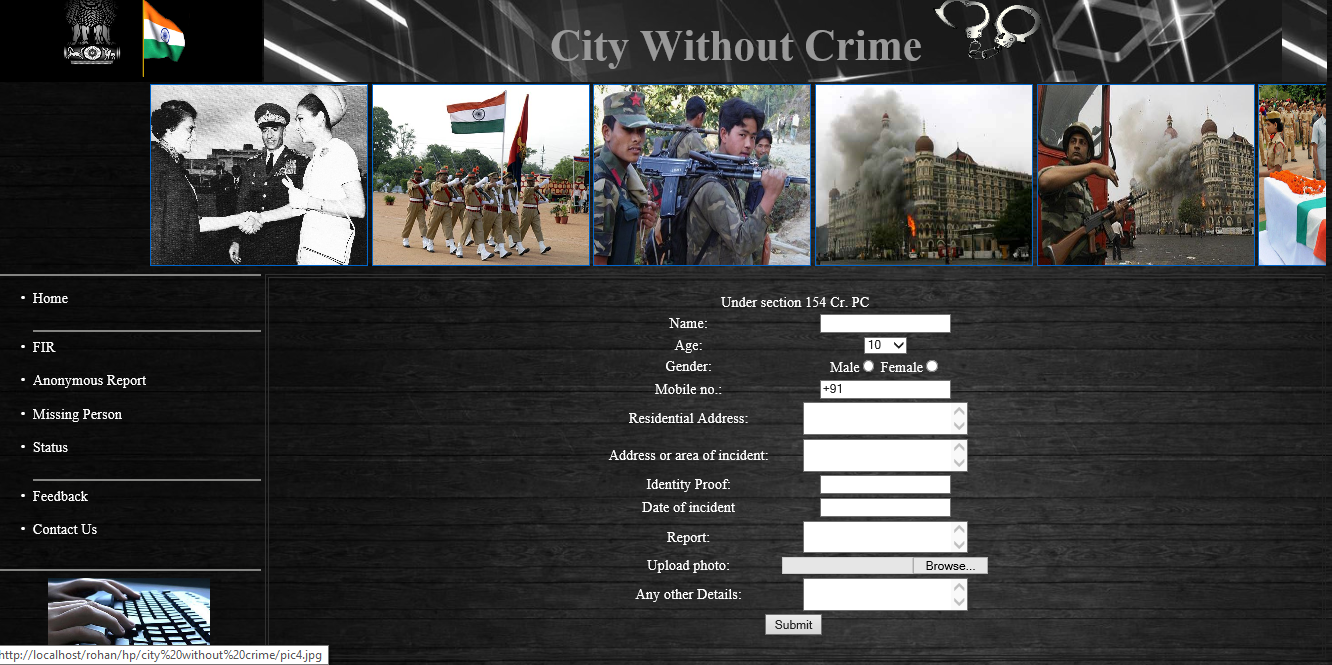 City Without Crime
• Home
• FIR
• Anonymous Report
• Missing Person
• Status
• Feedback
• Contact Us
Under section 154 Cr. PC
Name:
Age: 10
Gender: Male Female
Mobile no.: +91
Residential Address:
Address or area of incident:
Identity Proof:
Date of incident
Report:
Upload photo: Browse...
Any other Details:
Submit
http://localhost/rohan/hp/city%20without%20crime/pic4.jpg